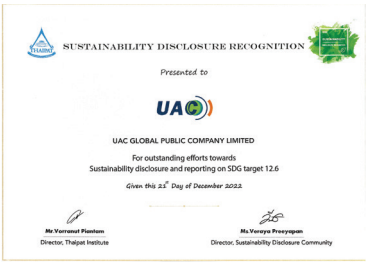 THAIPAT
SUSTAINABILITY DISCLOSURE RECOGNITION
Presented to
UAC
UAC GLOBAL PUBLIC COMPANY LIMITED
For outstanding efforts towards
Sustainability disclosure and reporting on SDG target 12.6
Given this 21st Day of December 2022
Mr.Vorranut Piantam
Director, Thaipat Institute
Ms.Veraya Preeyapan
Director, Sustainability Disclosure Community